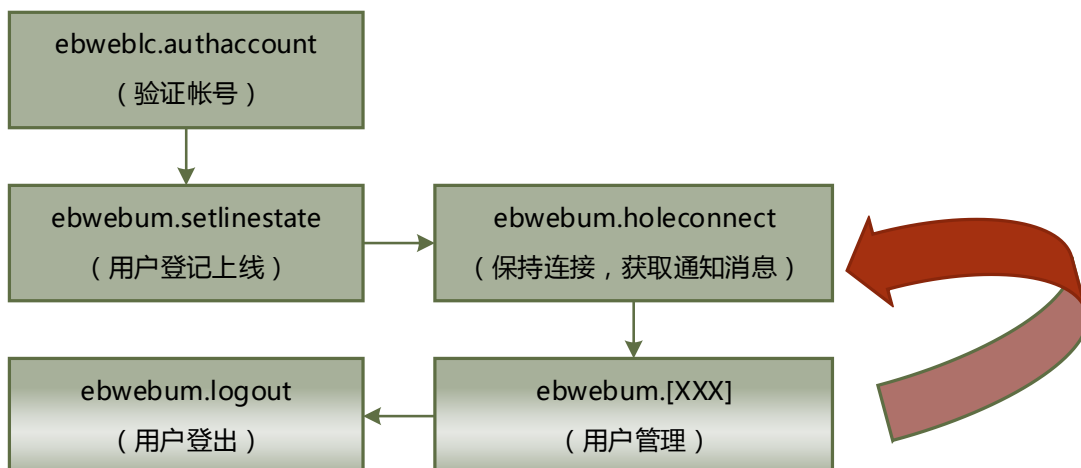 ebweblc.authaccount
（验证帐号）
ebwebum.setlinestate
（用户登记上线）
ebwebum.holeconnect
（保持连接，获取通知消息）
ebwebum.logout
（用户登出）
ebwebum.[XXX]
（用户管理）